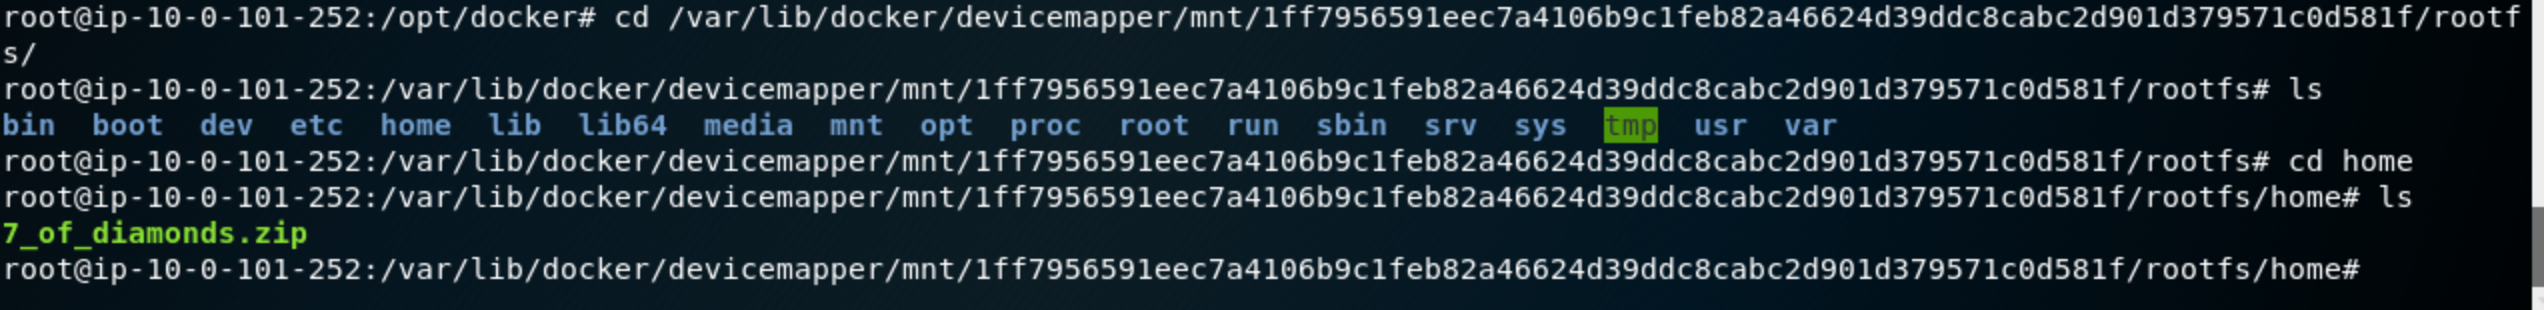 root@ip-10-0-101-252:/opt/docker# cd /var/lib/docker/devicemapper/mnt/1ff7956591eec7a4106b9c1feb82a46624d39ddc8cabc2d901d379571c0d581f/rootf
s/
root@ip-10-0-101-252:/var/lib/docker/devicemapper/mnt/1ff7956591eec7a4106b9c1feb82a46624d39ddc8cabc2d901d379571c0d581f/rootfs# ls
bin boot dev etc home lib lib64 media mnt opt proc root run sbin srv sys tmp usr var
root@ip-10-0-101-252:/var/lib/docker/devicemapper/mnt/1ff7956591eec7a4106b9c1feb82a46624d39ddc8cabc2d901d379571c0d581f/rootfs# cd home
root@ip-10-0-101-252:/var/lib/docker/devicemapper/mnt/1ff7956591eec7a4106b9c1feb82a46624d39ddc8cabc2d901d379571c0d581f/rootfs/home# ls
7_of_diamonds.zip
root@ip-10-0-101-252:/var/lib/docker/devicemapper/mnt/1ff7956591eec7a4106b9c1feb82a46624d39ddc8cabc2d901d379571c0d581f/rootfs/home#